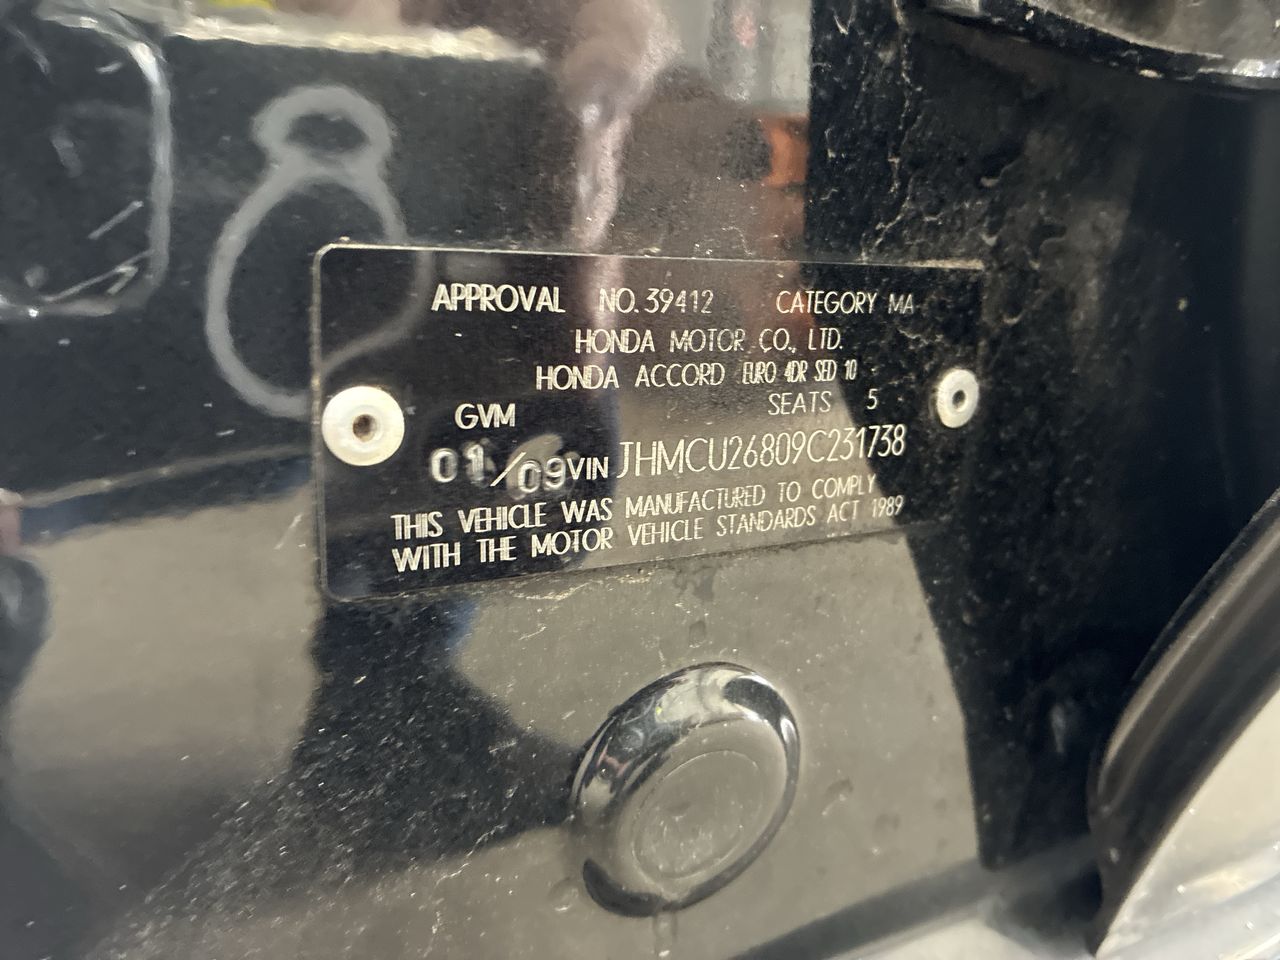 APPROVAL NO. 39412 CATEGORY MA
HONDA MOTOR CO., LTD.
HONDA ACCORD EURO 4DR SED 10
GVM SEATS 5
01/09 VIN JHMCU26809C231738
THIS VEHICLE WAS MANUFACTURED TO COMPLY
WITH THE MOTOR VEHICLE STANDARDS ACT 1989